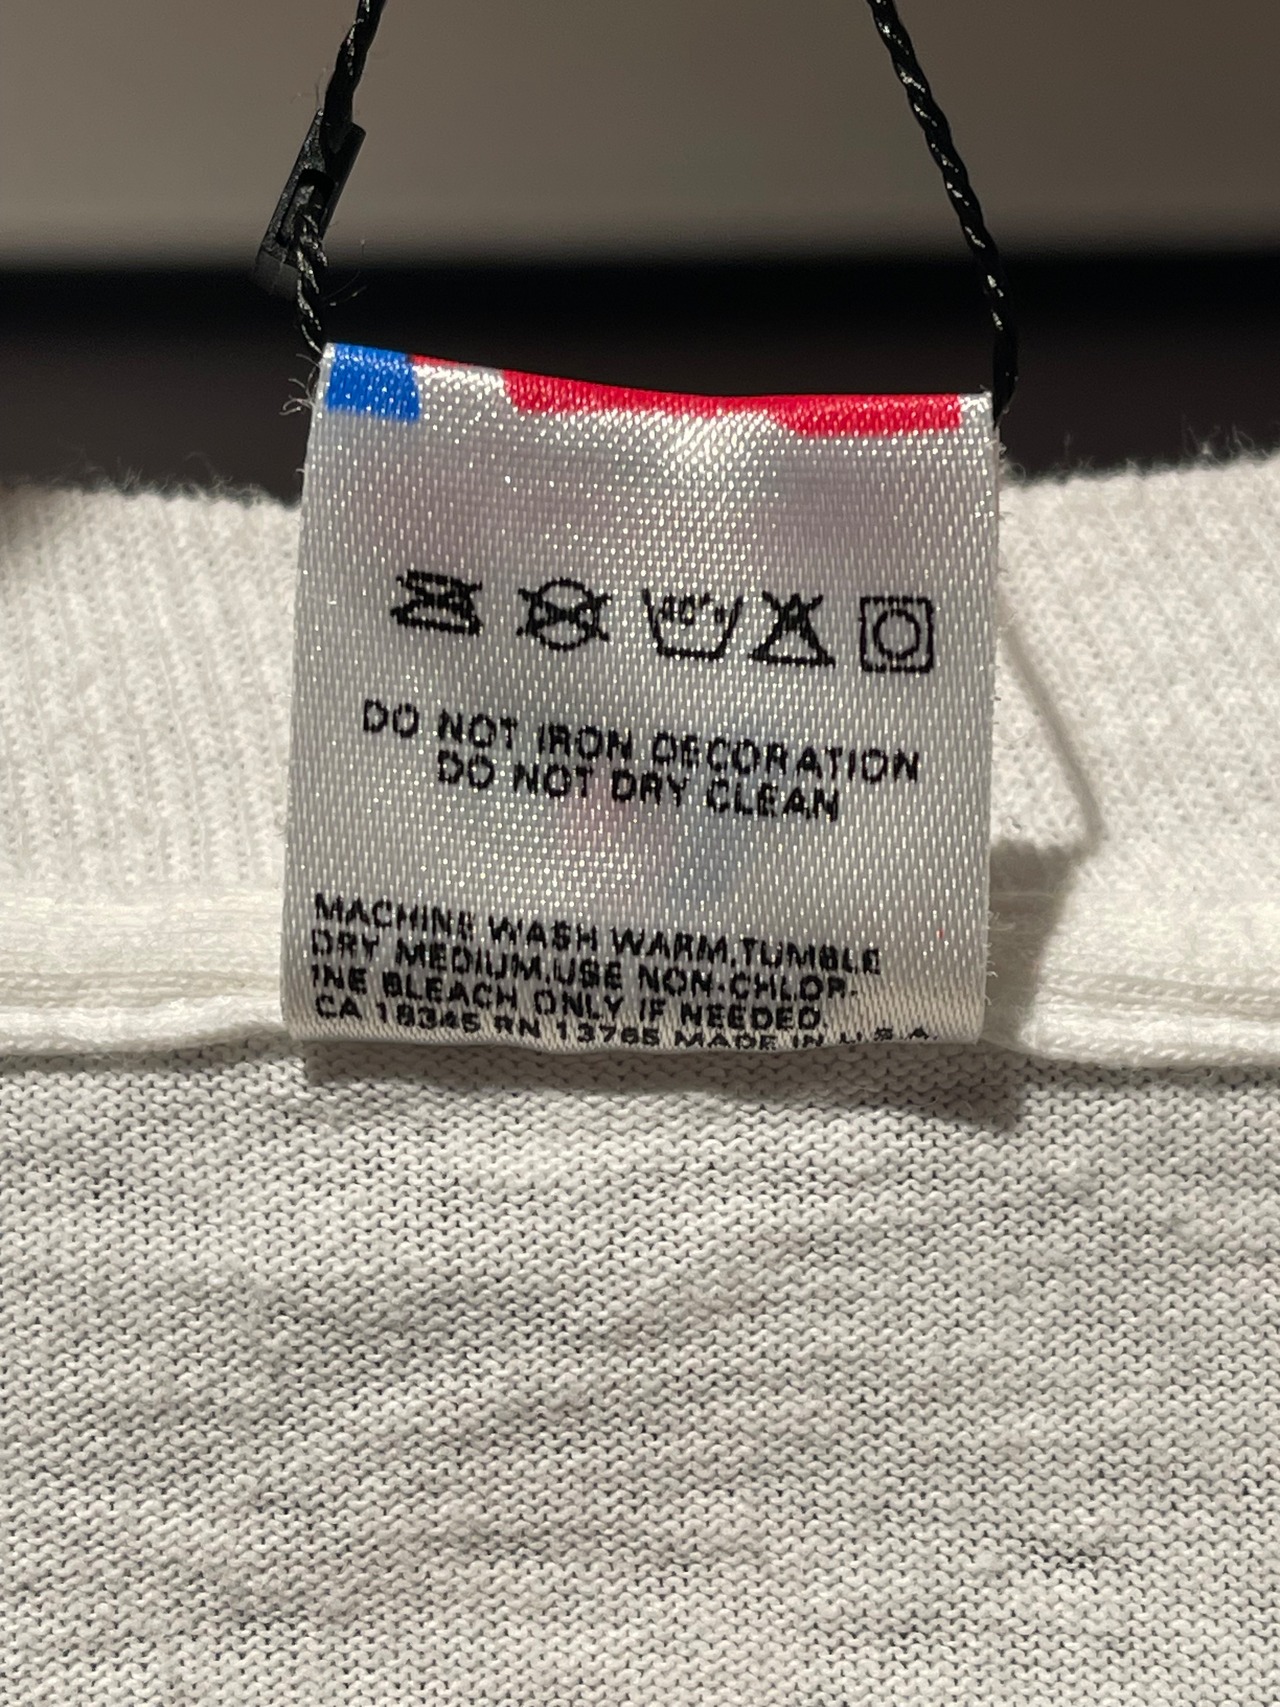 40°
DO NOT IRON DECORATION
DO NOT DRY CLEAN
MACHINE WASH WARM,TUMBLE
DRY MEDIUM.USE NON-CHLOR-
INE BLEACH ONLY IF NEEDED.
CA 18345 RN 13765 MADE IN U.S.A.